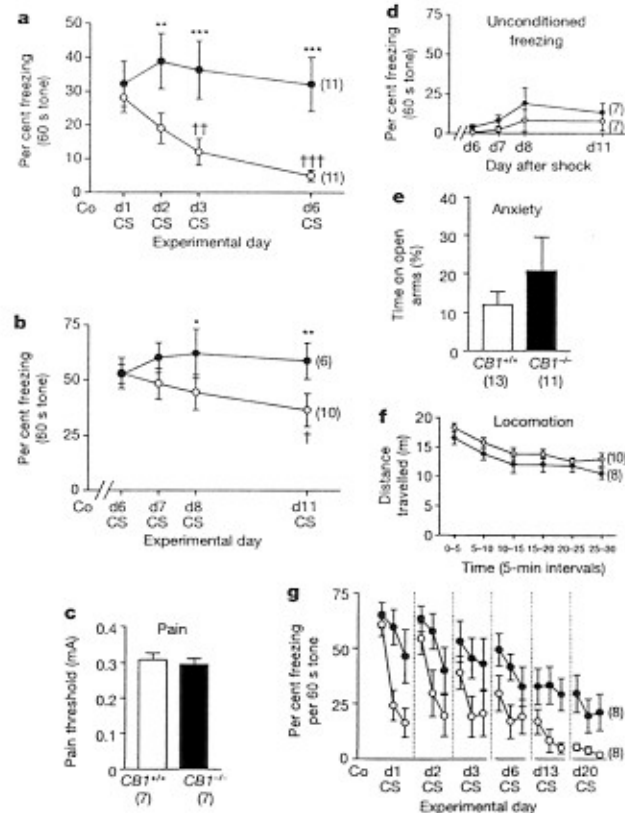 a
Per cent freezing
(60 s tone)
50
40
30
20
10
0
**
***
***
(11)
††
†††
(11)
Co
d1 d2 d3 d6
CS CS CS CS
Experimental day
b
Per cent freezing
(60 s tone)
75
50
25
0
*
**
(6)
(10)
†
Co
d6 d7 d8 d11
CS CS CS CS
Experimental day
c
Pain
Pain threshold (mA)
0.4
0.3
0.2
0.1
0
CB1+/+ CB1−/−
(7) (7)
d
Unconditioned
freezing
Per cent freezing
(60 s tone)
75
50
25
0
(7)
(7)
d6 d7 d8 d11
Day after shock
e
Anxiety
Time on open
arms (%)
40
30
20
10
0
CB1+/+ CB1−/−
(13) (11)
f
Locomotion
Distance
travelled (m)
20
15
10
5
0
(10)
(8)
0–5 5–10 10–15 15–20 20–25 25–30
Time (5-min intervals)
g
Per cent freezing
per 60 s tone
75
50
25
0
(8)
(8)
Co
d1 d2 d3 d6 d13 d20
CS CS CS CS CS CS
Experimental day